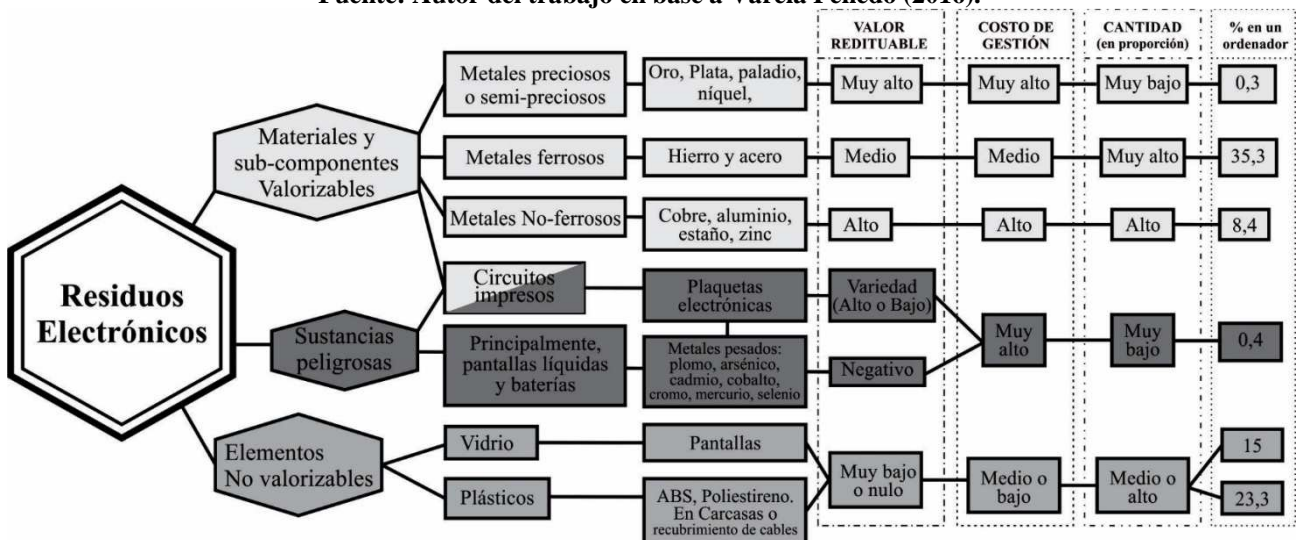 Fuente: Autor del trabajo en base a Varela Penedo (2016).
VALOR
REDITUABLE
COSTO DE
GESTIÓN
CANTIDAD
(en proporción)
% en un
ordenador
Residuos
Electrónicos
Materiales y
sub-componentes
Valorizables
Metales preciosos
o semi-preciosos
Oro, Plata, paladio,
níquel,
Muy alto
Muy alto
Muy bajo
0,3
Metales ferrosos
Hierro y acero
Medio
Medio
Muy alto
35,3
Metales No-ferrosos
Cobre, aluminio,
estaño, zinc
Alto
Alto
Alto
8,4
Sustancias
peligrosas
Circuitos
impresos
Plaquetas
electrónicas
Variedad
(Alto o Bajo)
Principalmente,
pantallas líquidas
y baterías
Metales pesados:
plomo, arsénico,
cadmio, cobalto,
cromo, mercurio, selenio
Negativo
Muy
alto
Muy
bajo
0,4
Elementos
No valorizables
Vidrio
Pantallas
Plásticos
ABS, Poliestireno.
En Carcasas o
recubrimiento de cables
Muy bajo
o nulo
Medio o
bajo
Medio o
alto
15
23,3